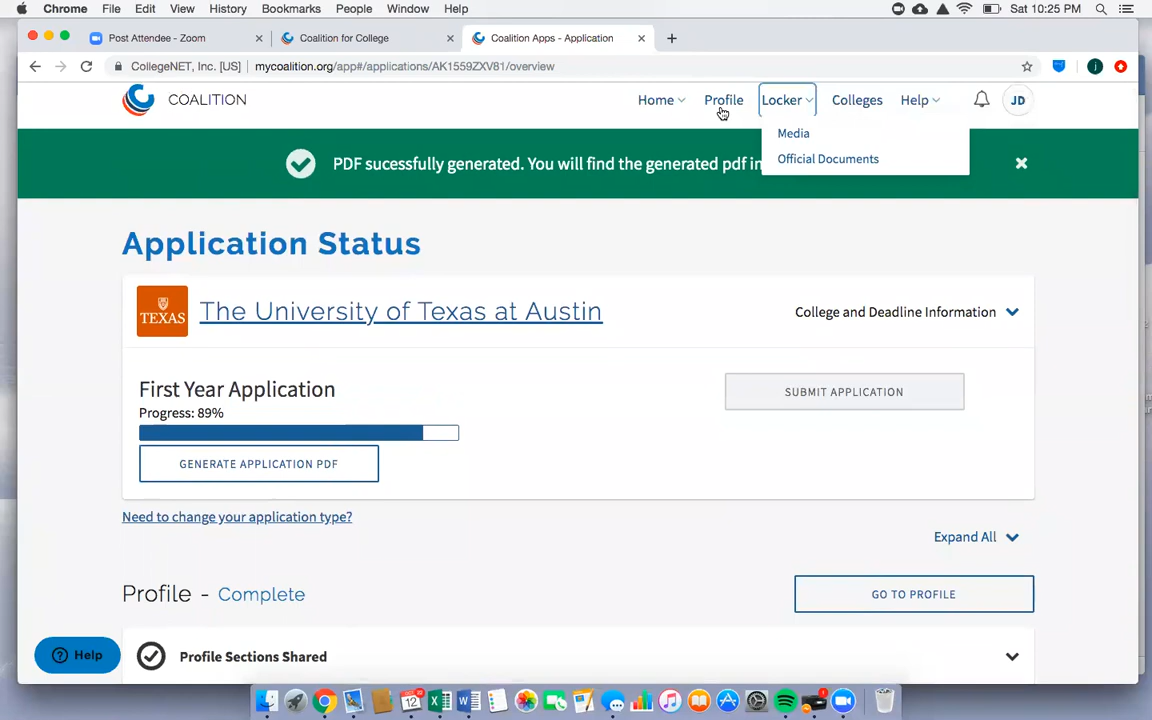 Chrome File Edit View History Bookmarks People Window Help Sat 10:25 PM
Post Attendee - Zoom Coalition for College Coalition Apps - Application
CollegeNET, Inc. [US] mycoalition.org/app#/applications/AK1559ZXV81/overview
COALITION Home Profile Locker Colleges Help JD
Media
Official Documents
PDF sucessfully generated. You will find the generated pdf in
Application Status
TEXAS The University of Texas at Austin College and Deadline Information
First Year Application
Progress: 89%
SUBMIT APPLICATION
GENERATE APPLICATION PDF
Need to change your application type?
Expand All
Profile - Complete GO TO PROFILE
Help Profile Sections Shared